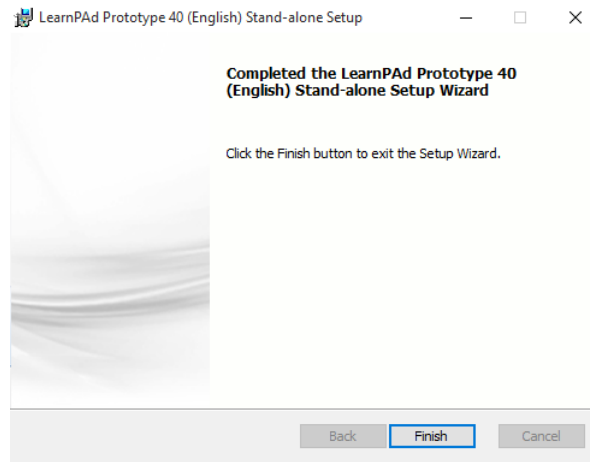 LearnPAd Prototype 40 (English) Stand-alone Setup
Completed the LearnPAd Prototype 40
(English) Stand-alone Setup Wizard
Click the Finish button to exit the Setup Wizard.
Back Finish Cancel